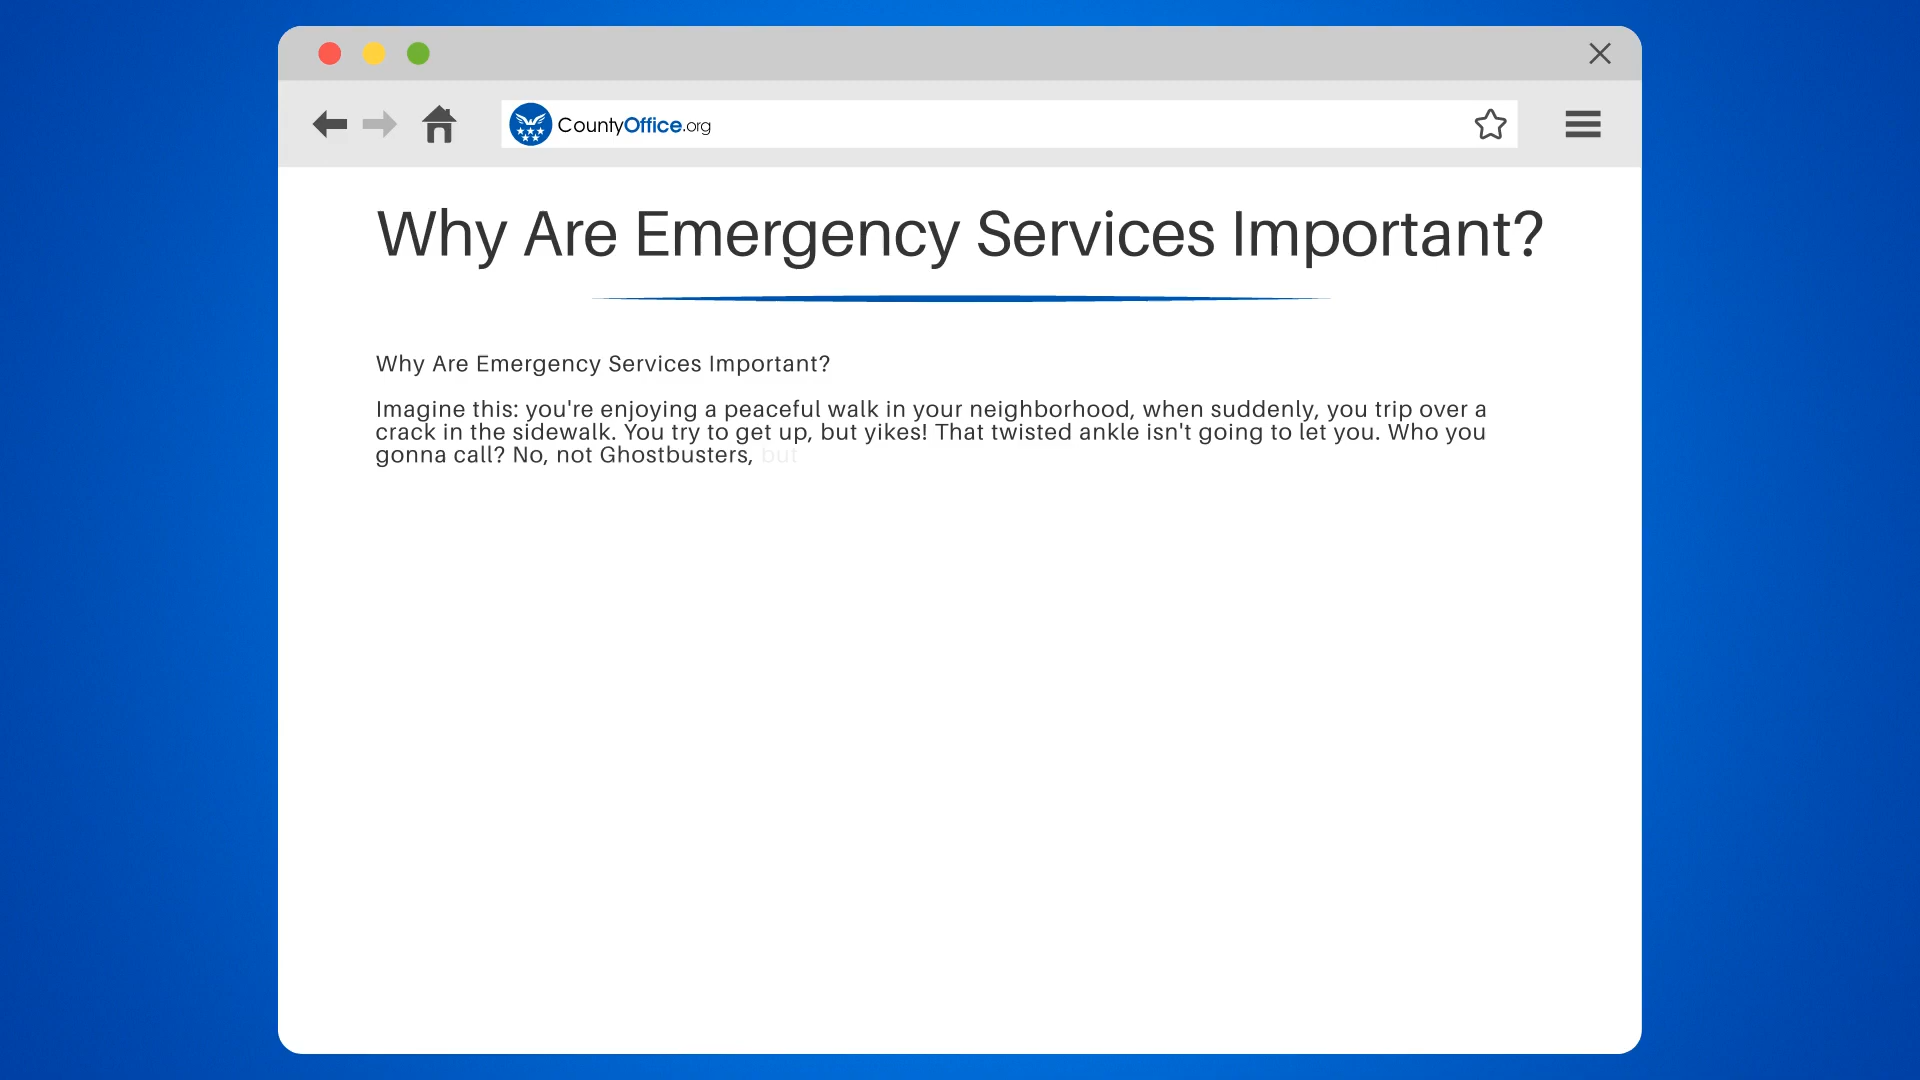 CountyOffice.org
Why Are Emergency Services Important?
Why Are Emergency Services Important?
Imagine this: you're enjoying a peaceful walk in your neighborhood, when suddenly, you trip over a
crack in the sidewalk. You try to get up, but yikes! That twisted ankle isn't going to let you. Who you
gonna call? No, not Ghostbusters, but